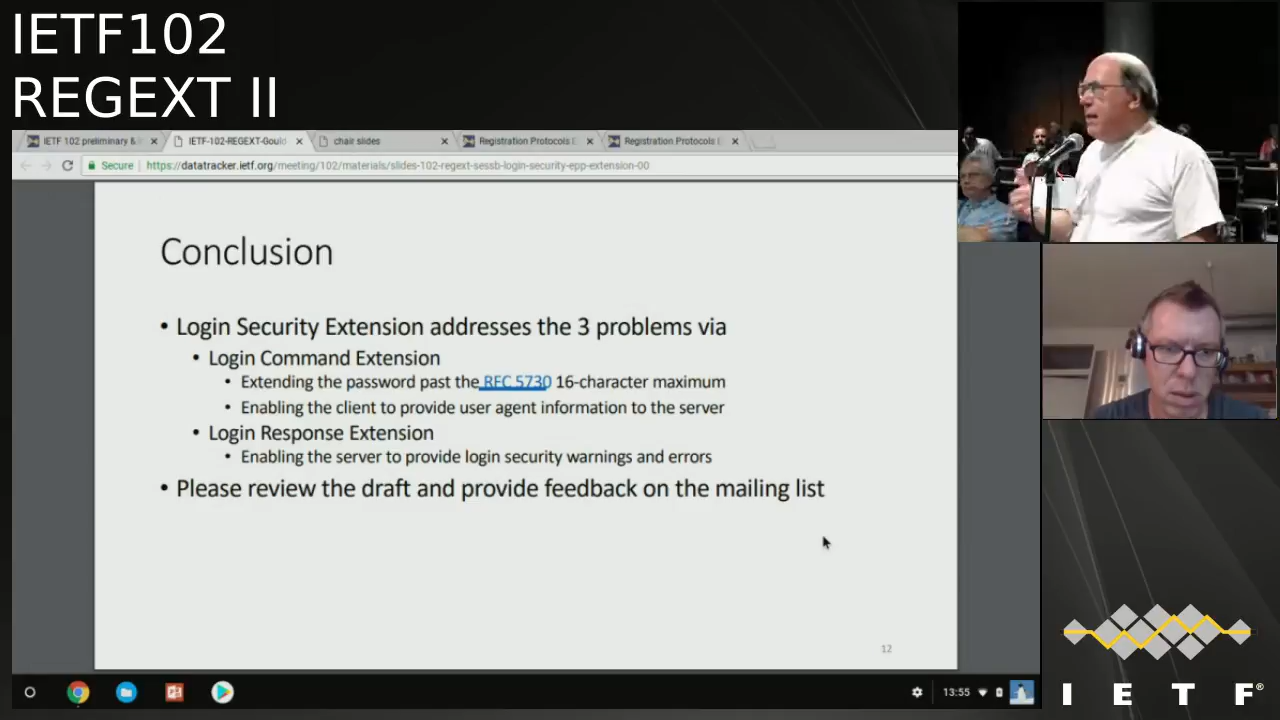 IETF102
REGEXT II
IETF 102 preliminary &
IETF-102-REGEXT-Gould
chair slides
Registration Protocols E
Registration Protocols E
Secure
https://datatracker.ietf.org/meeting/102/materials/slides-102-regext-sessb-login-security-epp-extension-00
Conclusion
• Login Security Extension addresses the 3 problems via
• Login Command Extension
• Extending the password past the RFC 5730 16-character maximum
• Enabling the client to provide user agent information to the server
• Login Response Extension
• Enabling the server to provide login security warnings and errors
• Please review the draft and provide feedback on the mailing list
12
13:55
I E T F®